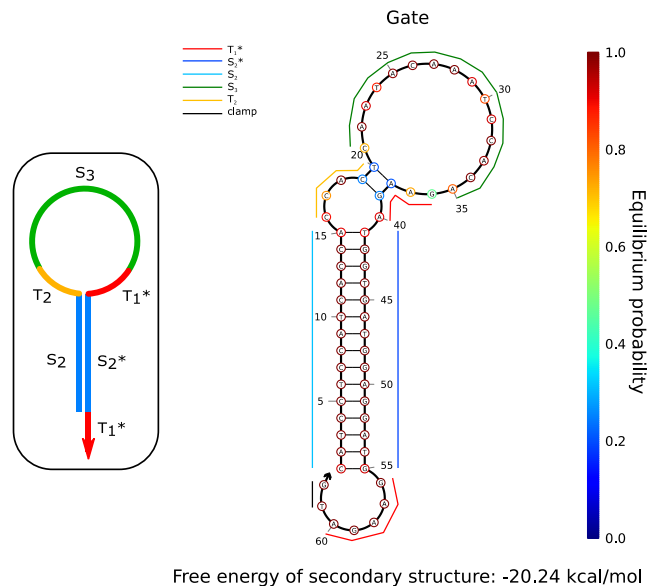 Gate
T₁*
S₂*
S₂
S₃
T₂
clamp
S₃
T₂
T₁*
S₂
S₂*
T₁*
C A T C C T C C A T C A C C A
C C A C T
C A A T A C A A A T C C A C A G A
A G A
T G G T G A T G G A G G A T G
G A A G A T G
5
10
15
20
25
30
35
40
45
50
55
60
1.0
0.8
0.6
0.4
0.2
0.0
Equilibrium probability
Free energy of secondary structure: -20.24 kcal/mol